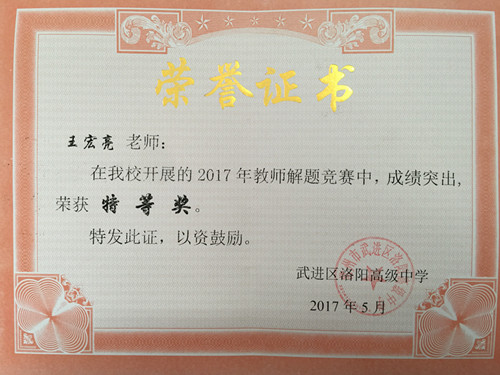 荣誉证书
王宏亮 老师：
在我校开展的 2017 年教师解题竞赛中，成绩突出，
荣获 特等奖。
特发此证，以资鼓励。
武进区洛阳高级中学
2017 年 5 月